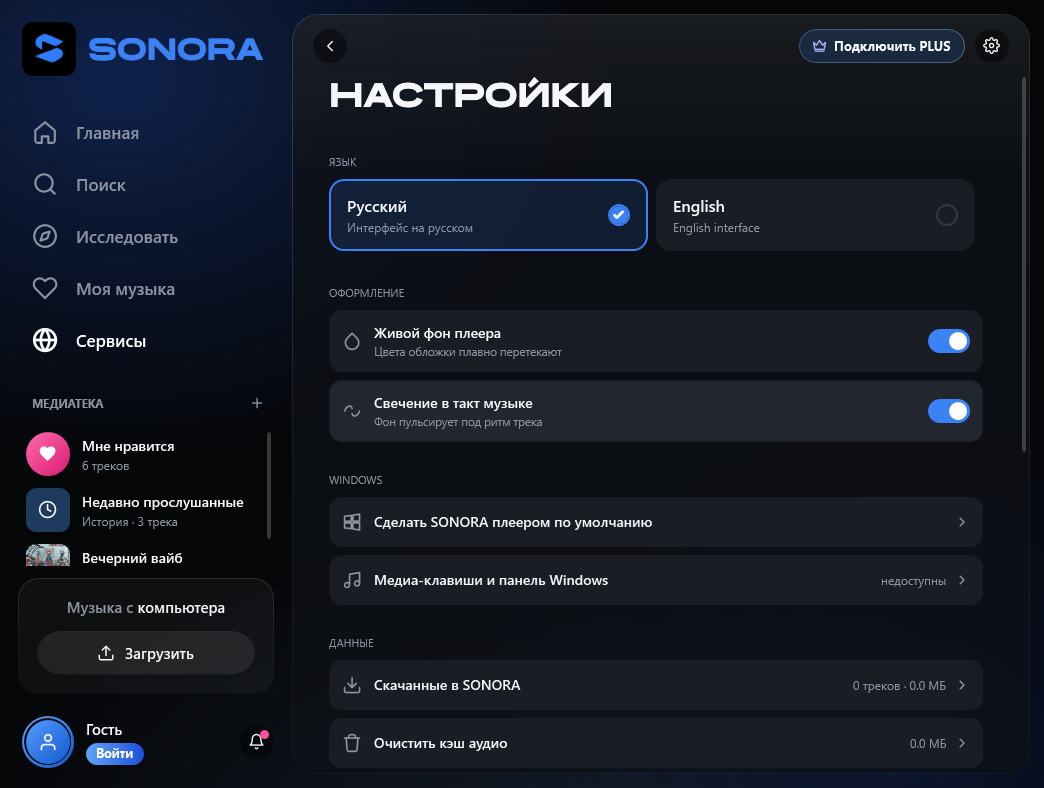 SONORA
Главная
Поиск
Исследовать
Моя музыка
Сервисы
МЕДИАТЕКА
Мне нравится
6 треков
Недавно прослушанные
История · 3 трека
Вечерний вайб
Музыка с компьютера
Загрузить
Гость
Войти
Подключить PLUS
НАСТРОЙКИ
ЯЗЫК
Русский
Интерфейс на русском
English
English interface
ОФОРМЛЕНИЕ
Живой фон плеера
Цвета обложки плавно перетекают
Свечение в такт музыке
Фон пульсирует под ритм трека
WINDOWS
Сделать SONORA плеером по умолчанию
Медиа-клавиши и панель Windows
недоступны
ДАННЫЕ
Скачанные в SONORA
0 треков · 0.0 МБ
Очистить кэш аудио
0.0 МБ